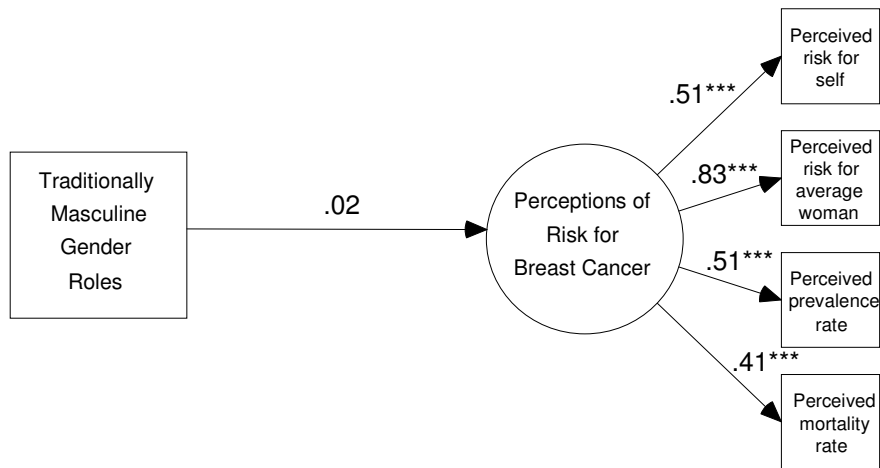 Traditionally
Masculine
Gender
Roles
.02
Perceptions of
Risk for
Breast Cancer
.51***
.83***
.51***
.41***
Perceived
risk for
self
Perceived
risk for
average
woman
Perceived
prevalence
rate
Perceived
mortality
rate